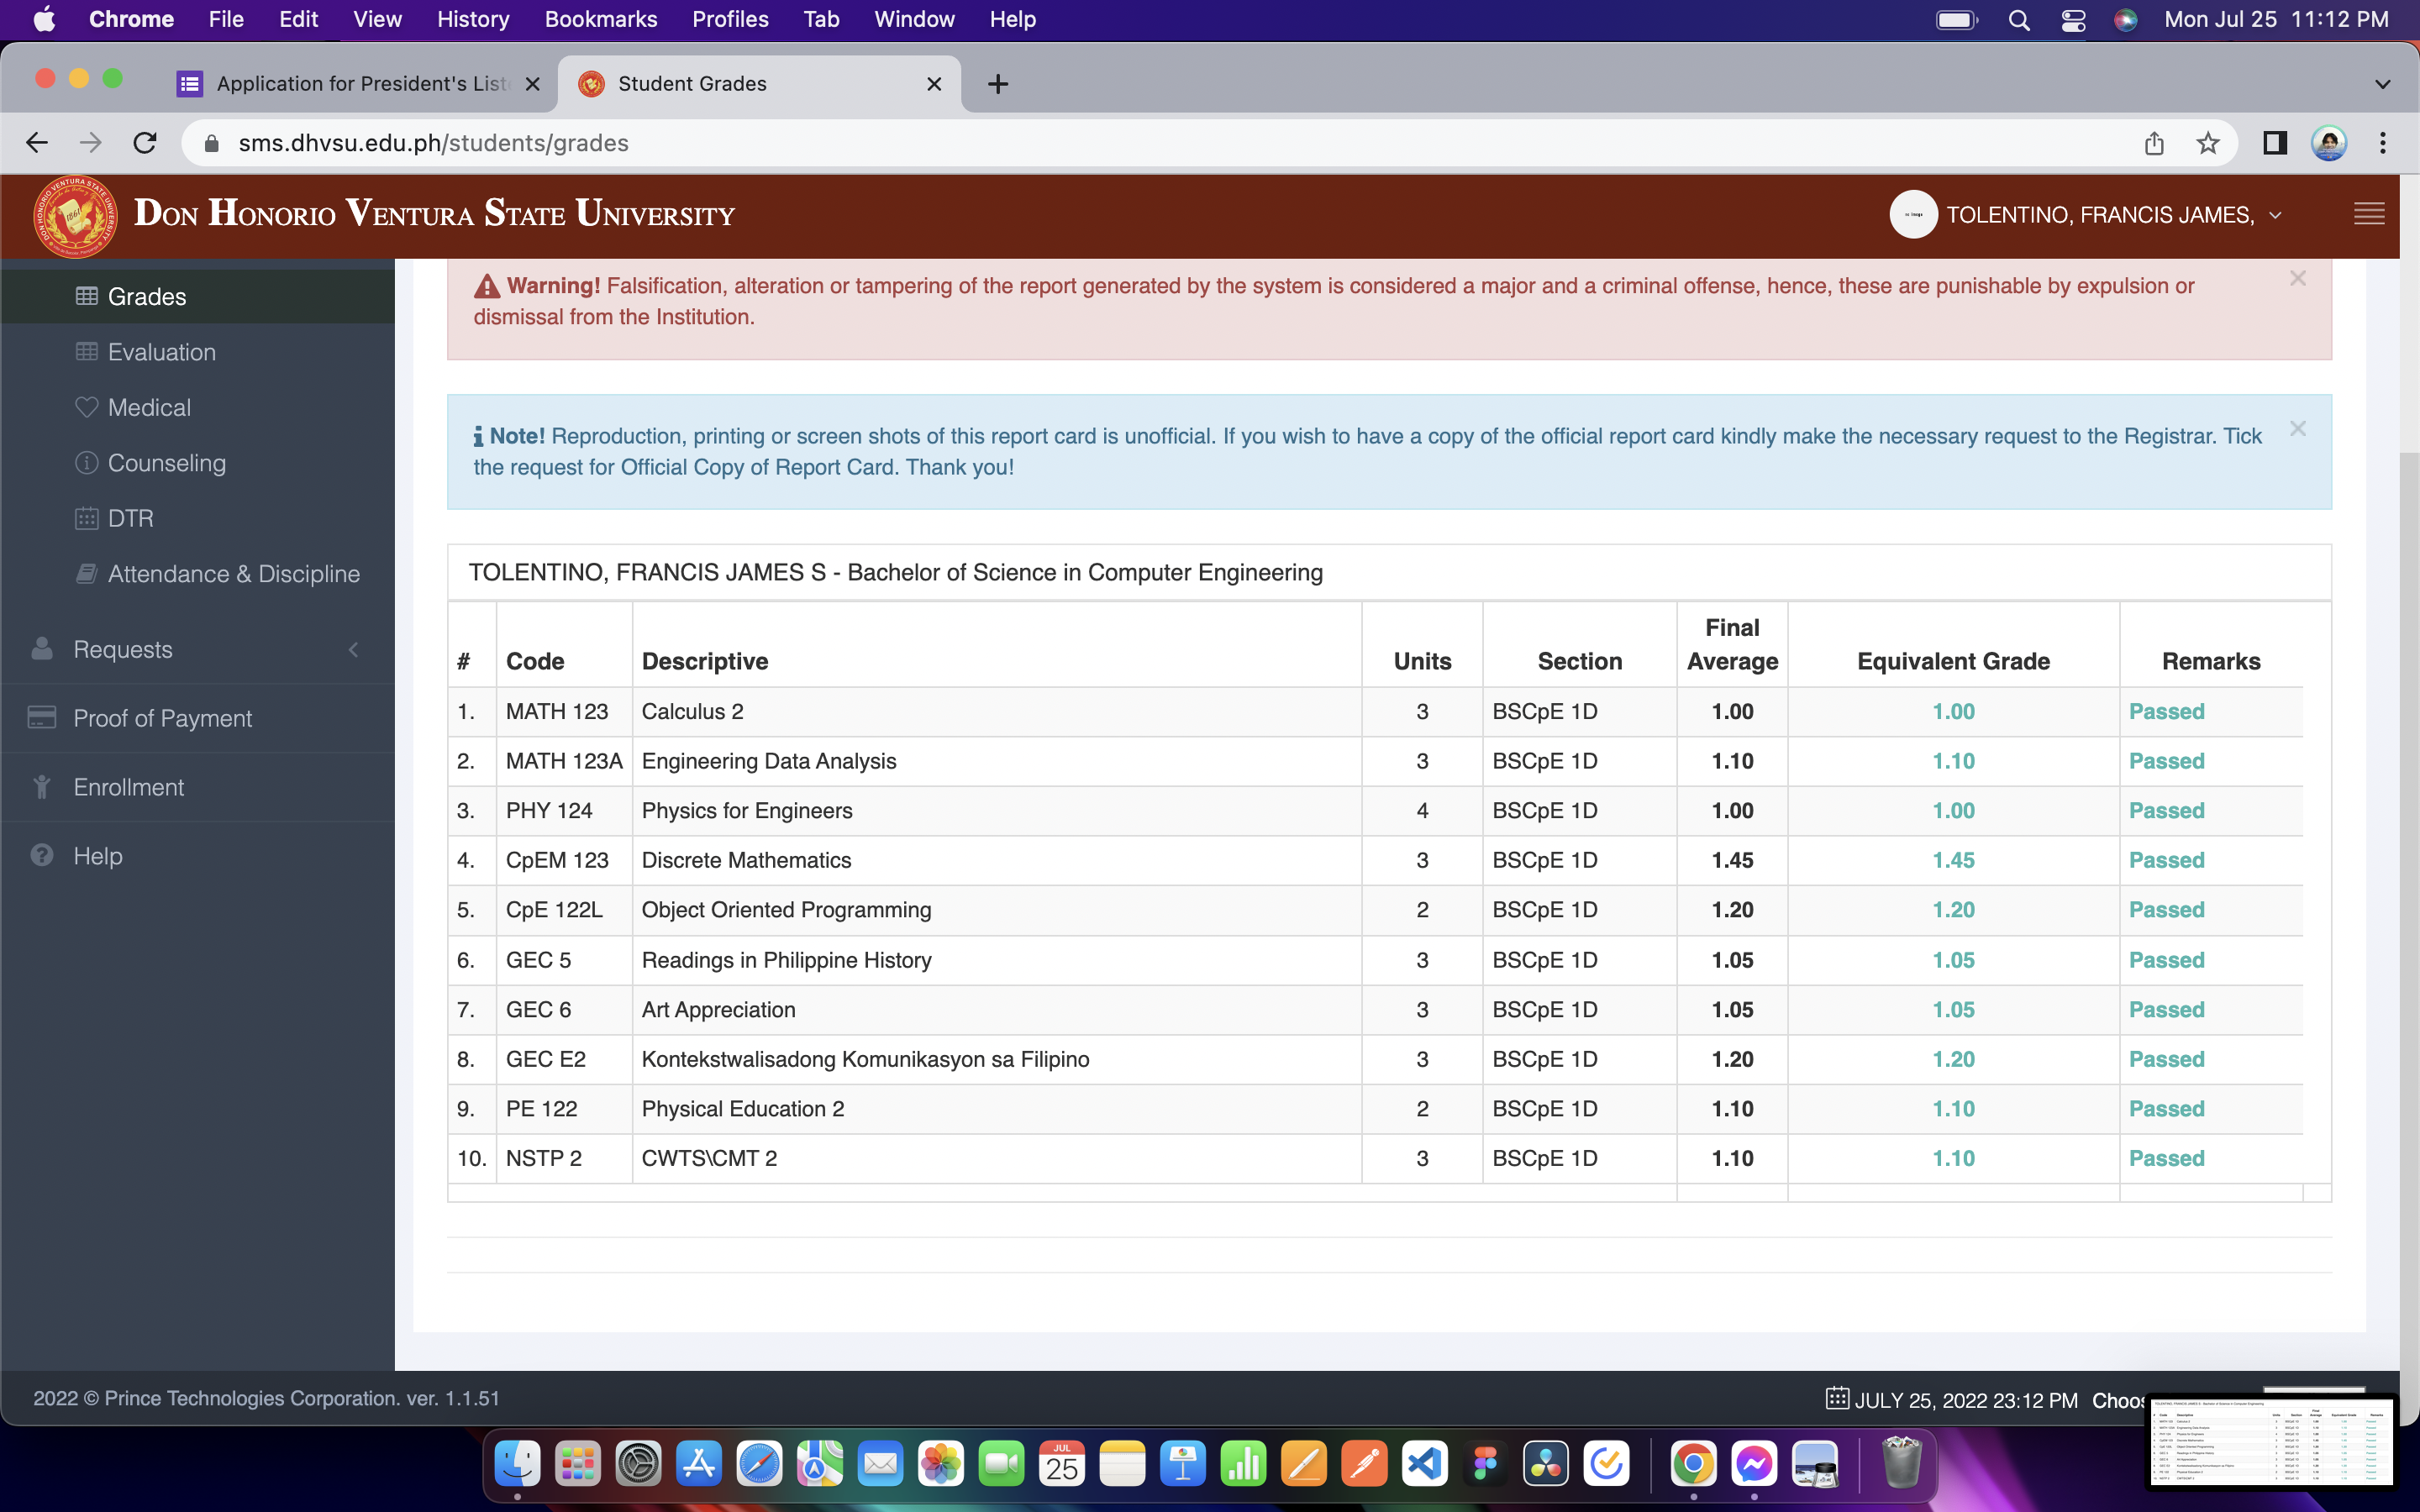 Chrome File Edit View History Bookmarks Profiles Tab Window Help Mon Jul 25 11:12 PM
Application for President's List Student Grades
sms.dhvsu.edu.ph/students/grades
DON HONORIO VENTURA STATE UNIVERSITY TOLENTINO, FRANCIS JAMES,
Grades
Evaluation
Medical
Counseling
DTR
Attendance & Discipline
Requests
Proof of Payment
Enrollment
Help
Warning! Falsification, alteration or tampering of the report generated by the system is considered a major and a criminal offense, hence, these are punishable by expulsion or
dismissal from the Institution.
Note! Reproduction, printing or screen shots of this report card is unofficial. If you wish to have a copy of the official report card kindly make the necessary request to the Registrar. Tick
the request for Official Copy of Report Card. Thank you!
TOLENTINO, FRANCIS JAMES S - Bachelor of Science in Computer Engineering
# Code Descriptive Units Section Final Average Equivalent Grade Remarks
1. MATH 123 Calculus 2 3 BSCpE 1D 1.00 1.00 Passed
2. MATH 123A Engineering Data Analysis 3 BSCpE 1D 1.10 1.10 Passed
3. PHY 124 Physics for Engineers 4 BSCpE 1D 1.00 1.00 Passed
4. CpEM 123 Discrete Mathematics 3 BSCpE 1D 1.45 1.45 Passed
5. CpE 122L Object Oriented Programming 2 BSCpE 1D 1.20 1.20 Passed
6. GEC 5 Readings in Philippine History 3 BSCpE 1D 1.05 1.05 Passed
7. GEC 6 Art Appreciation 3 BSCpE 1D 1.05 1.05 Passed
8. GEC E2 Kontekstwalisadong Komunikasyon sa Filipino 3 BSCpE 1D 1.20 1.20 Passed
9. PE 122 Physical Education 2 2 BSCpE 1D 1.10 1.10 Passed
10. NSTP 2 CWTS\CMT 2 3 BSCpE 1D 1.10 1.10 Passed
2022 © Prince Technologies Corporation. ver. 1.1.51
JULY 25, 2022 23:12 PM Choos
JUL
25